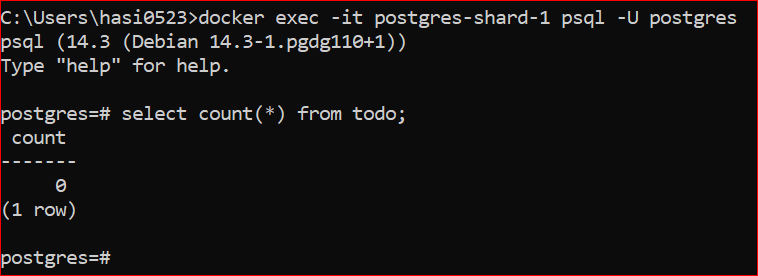 C:\Users\hasi0523>docker exec -it postgres-shard-1 psql -U postgres
psql (14.3 (Debian 14.3-1.pgdg110+1))
Type "help" for help.
postgres=# select count(*) from todo;
count
-------
0
(1 row)
postgres=#